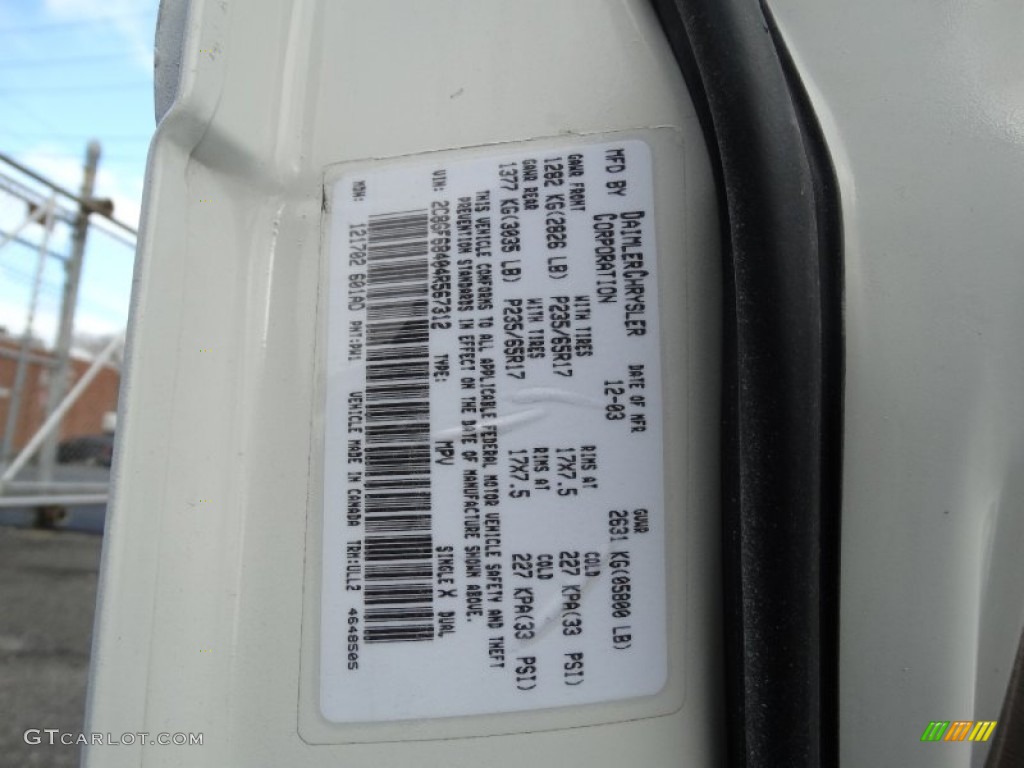 MFD BY DAIMLERCHRYSLER CORPORATION DATE OF MFR 12-03 GVWR 2631 KG(05800 LB)
GAWR FRONT WITH TIRES RIMS AT COLD
1282 KG(2826 LB) P235/65R17 17X7.5 227 KPA(33 PSI)
GAWR REAR WITH TIRES RIMS AT COLD
1377 KG(3035 LB) P235/65R17 17X7.5 227 KPA(33 PSI)
THIS VEHICLE CONFORMS TO ALL APPLICABLE FEDERAL MOTOR VEHICLE SAFETY AND THEFT
PREVENTION STANDARDS IN EFFECT ON THE DATE OF MANUFACTURE SHOWN ABOVE.
VIN: 2C8GF68404R567312 TYPE: MPV SINGLE X DUAL
MDH: 121702 601AD PNT:PW1 VEHICLE MADE IN CANADA TRM:ULL2 4648505
GTCARLOT.COM